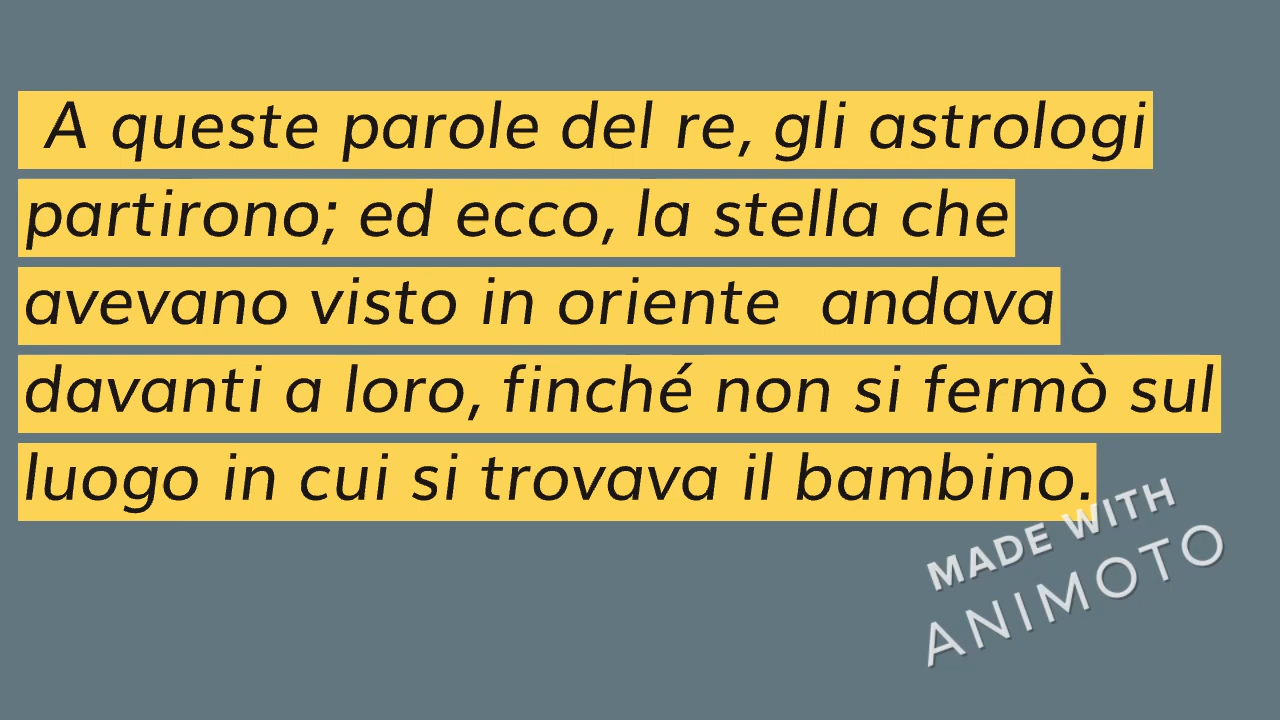 A queste parole del re, gli astrologi
partirono; ed ecco, la stella che
avevano visto in oriente  andava
davanti a loro, finché non si fermò sul
luogo in cui si trovava il bambino.
MADE WITH
ANIMOTO